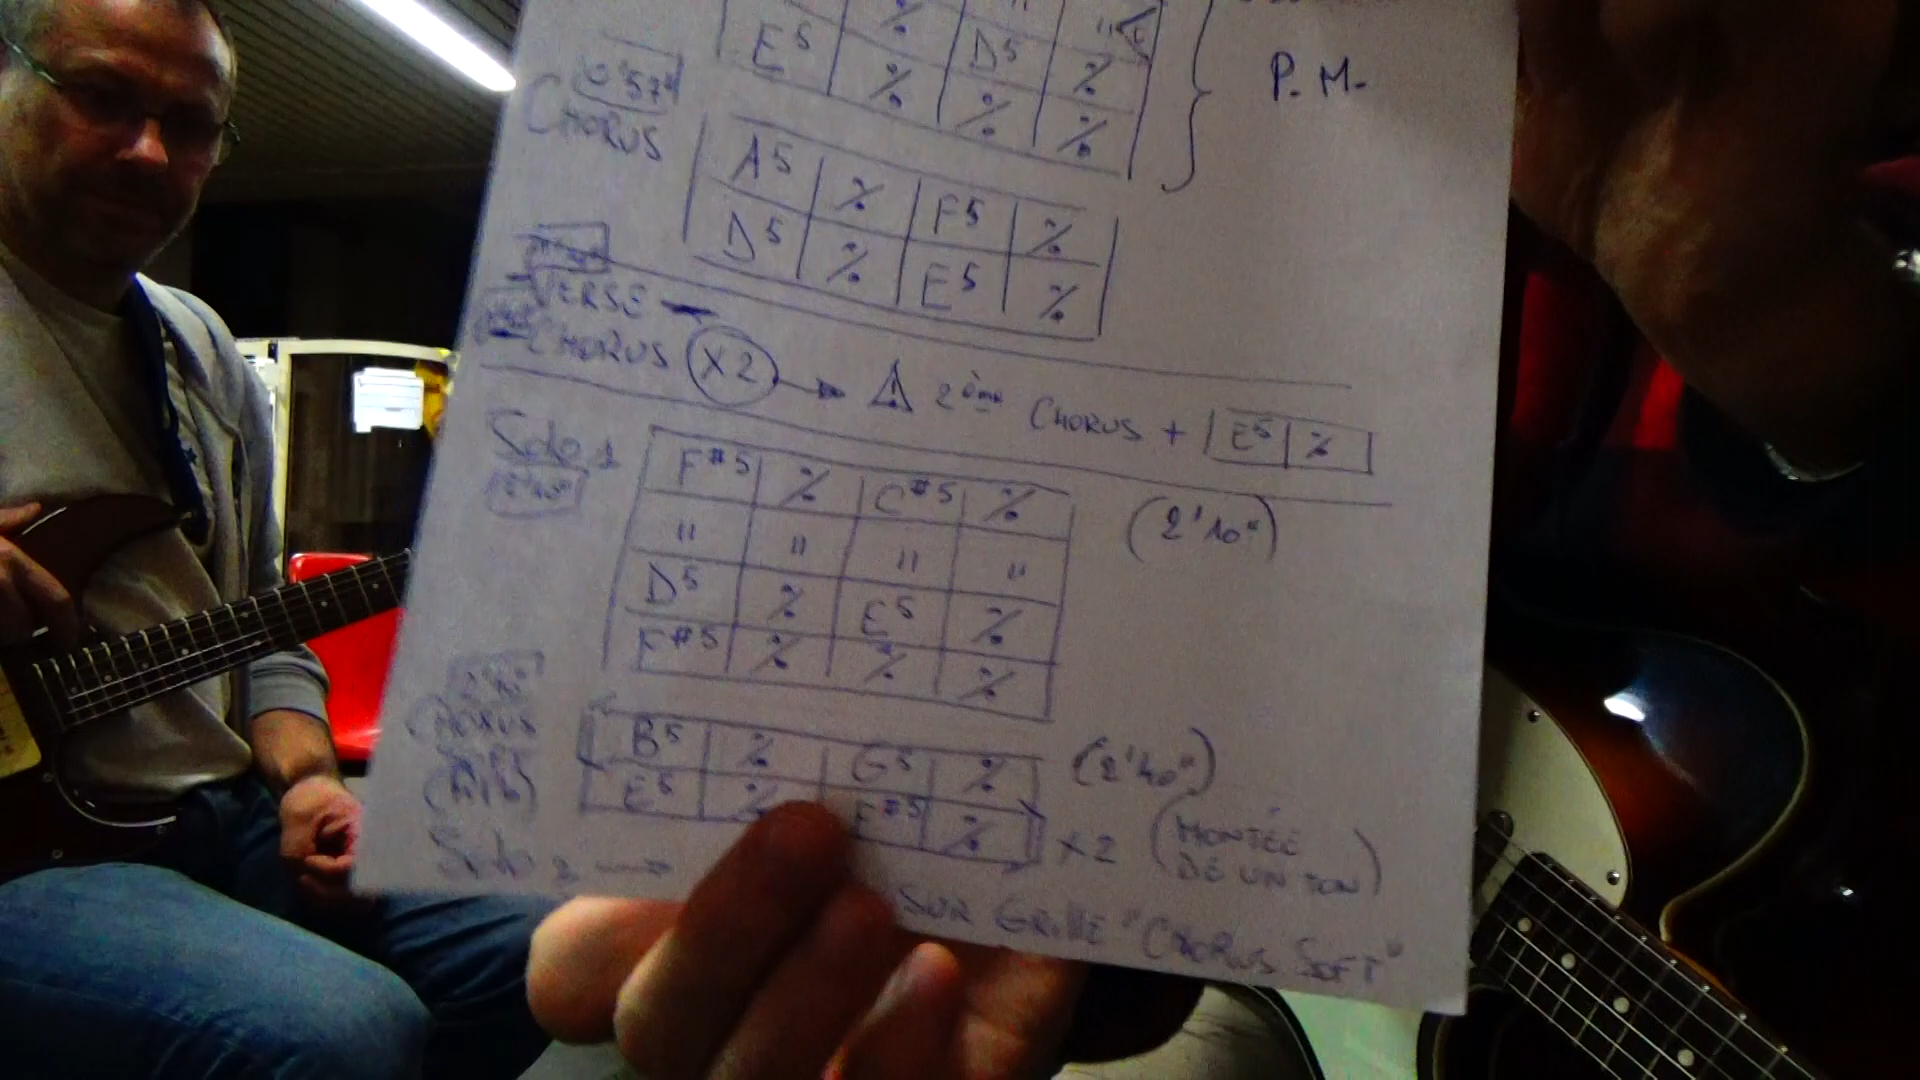 E5 | % | D5 | %
% | % | %
P. M.
0'57"
CHORUS
A5 | % | F5 | %
D5 | % | E5 | %
VERSE
CHORUS X2 → ⚠ 2ème CHORUS + | E5 | % |
Solo 1
F#5 | % | C#5 | %
(2'10")
" | " | " | "
D5 | % | E5 | %
F#5 | % | % | %
CHORUS
B5 | % | G5 | %
(2'40")
E5 | % | F#5 | % X2
(MONTÉE
DE UN TON)
Solo 2 →
SUR GRILLE "CHORUS SOFT"